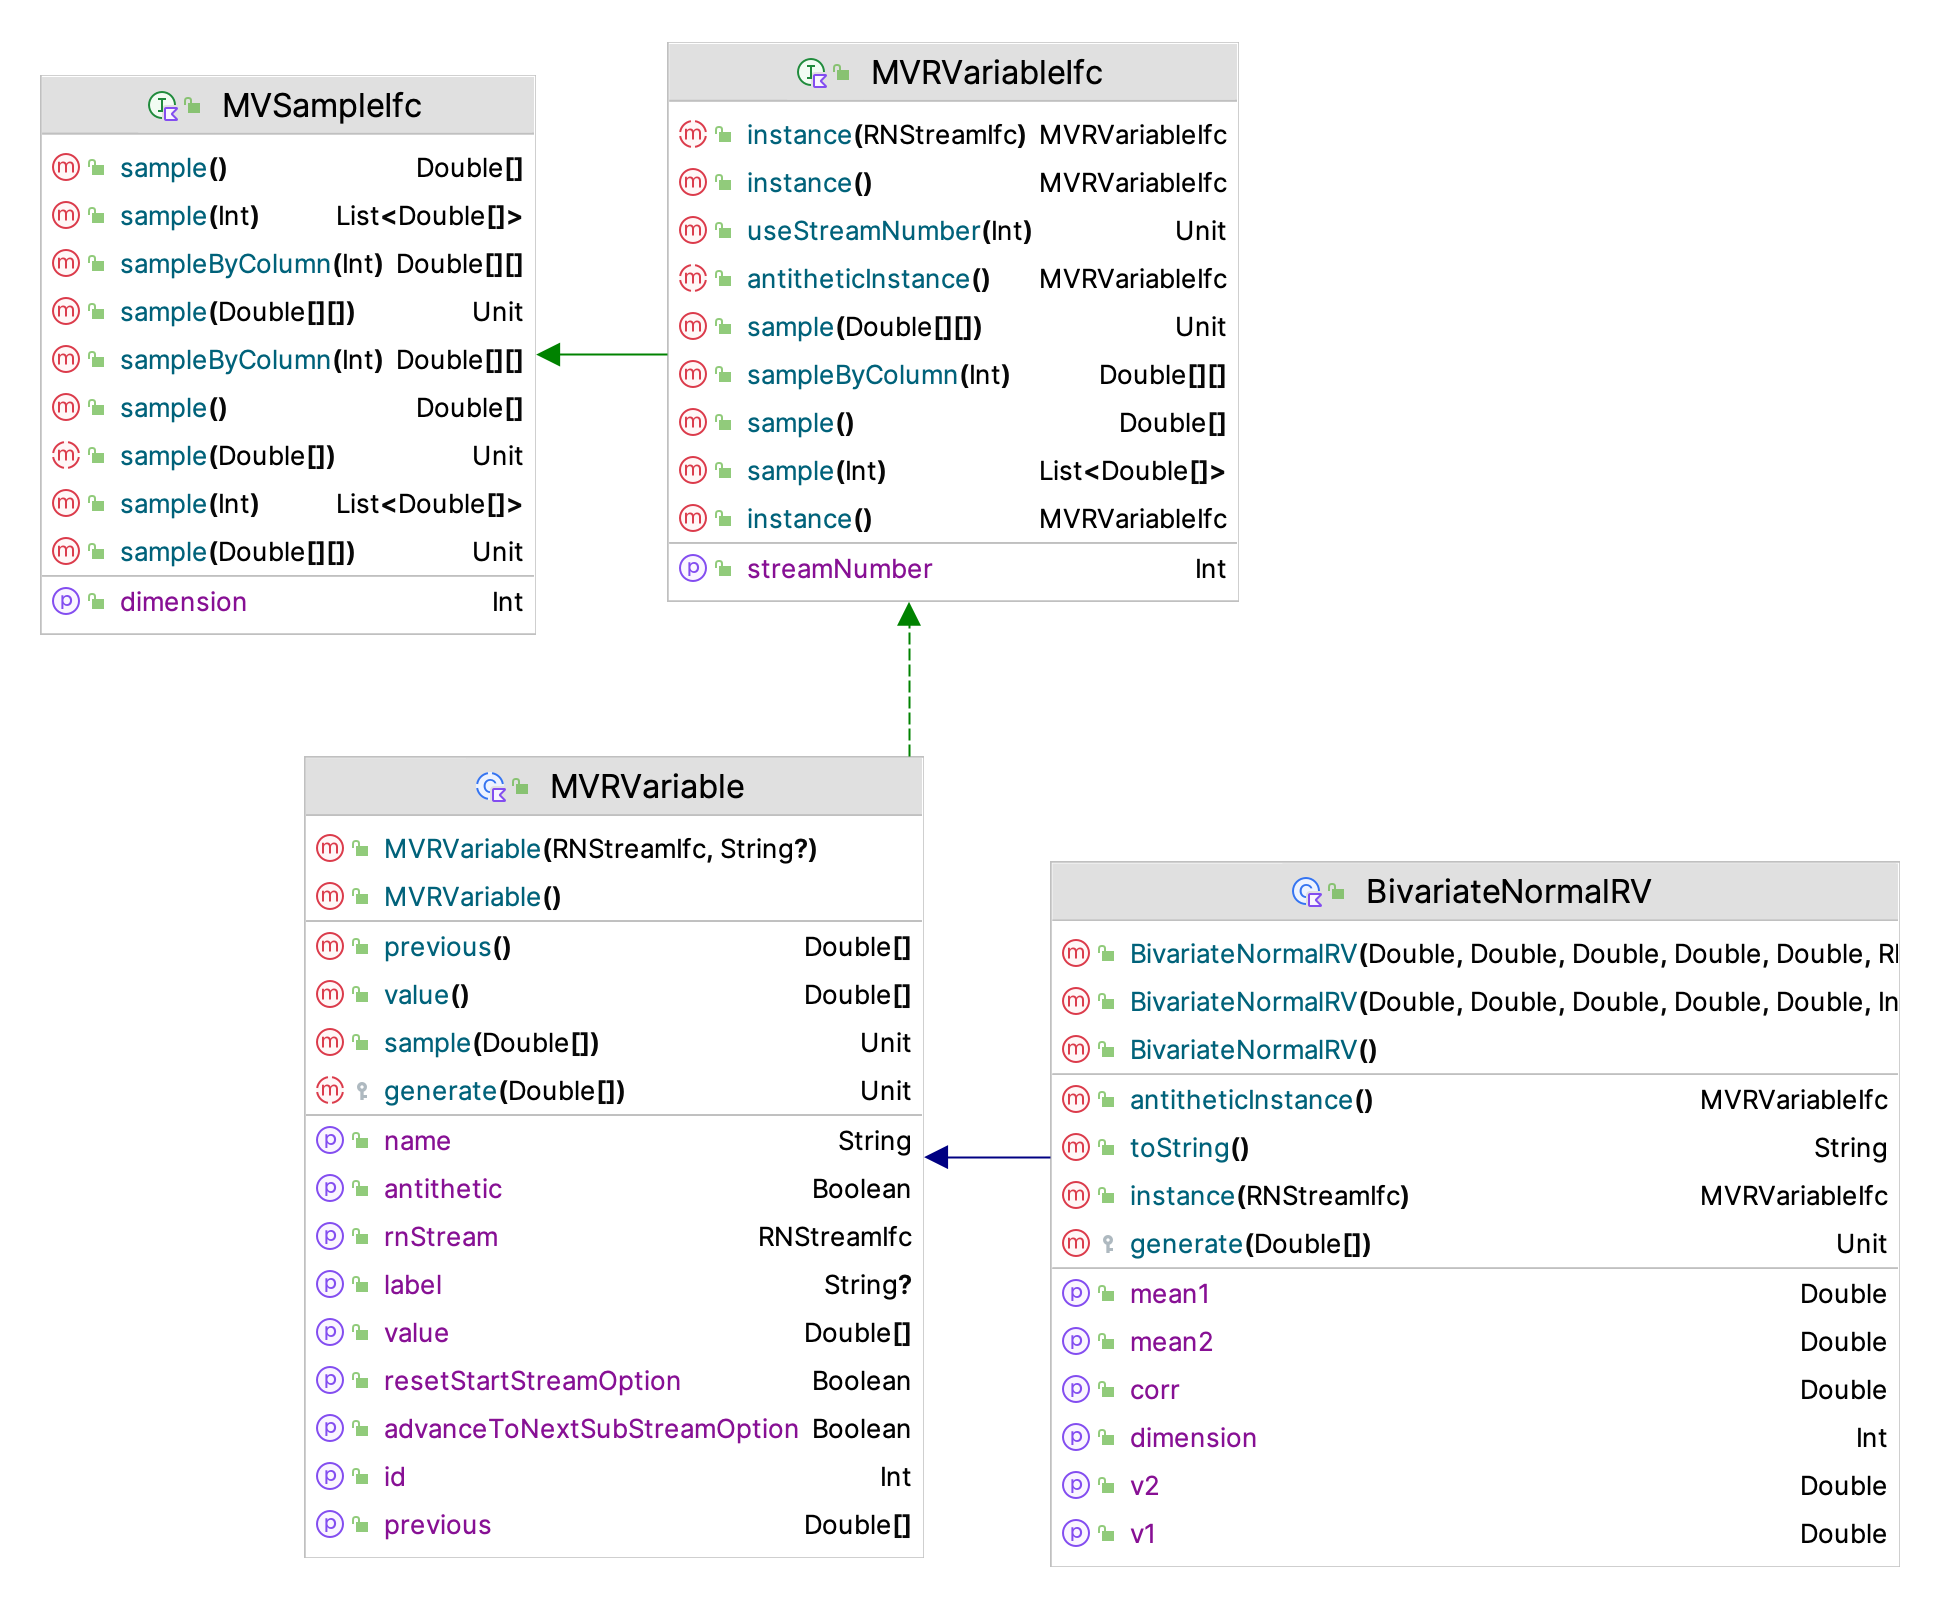 MVSampleIfc
sample() Double[]
sample(Int) List<Double[]>
sampleByColumn(Int) Double[][]
sample(Double[][]) Unit
sampleByColumn(Int) Double[][]
sample() Double[]
sample(Double[]) Unit
sample(Int) List<Double[]>
sample(Double[][]) Unit
dimension Int
MVRVariableIfc
instance(RNStreamIfc) MVRVariableIfc
instance() MVRVariableIfc
useStreamNumber(Int) Unit
antitheticInstance() MVRVariableIfc
sample(Double[][]) Unit
sampleByColumn(Int) Double[][]
sample() Double[]
sample(Int) List<Double[]>
instance() MVRVariableIfc
streamNumber Int
MVRVariable
MVRVariable(RNStreamIfc, String?)
MVRVariable()
previous() Double[]
value() Double[]
sample(Double[]) Unit
generate(Double[]) Unit
name String
antithetic Boolean
rnStream RNStreamIfc
label String?
value Double[]
resetStartStreamOption Boolean
advanceToNextSubStreamOption Boolean
id Int
previous Double[]
BivariateNormalRV
BivariateNormalRV(Double, Double, Double, Double, Double,
BivariateNormalRV(Double, Double, Double, Double, Double, In
BivariateNormalRV()
antitheticInstance() MVRVariableIfc
toString() String
instance(RNStreamIfc) MVRVariableIfc
generate(Double[]) Unit
mean1 Double
mean2 Double
corr Double
dimension Int
v2 Double
v1 Double